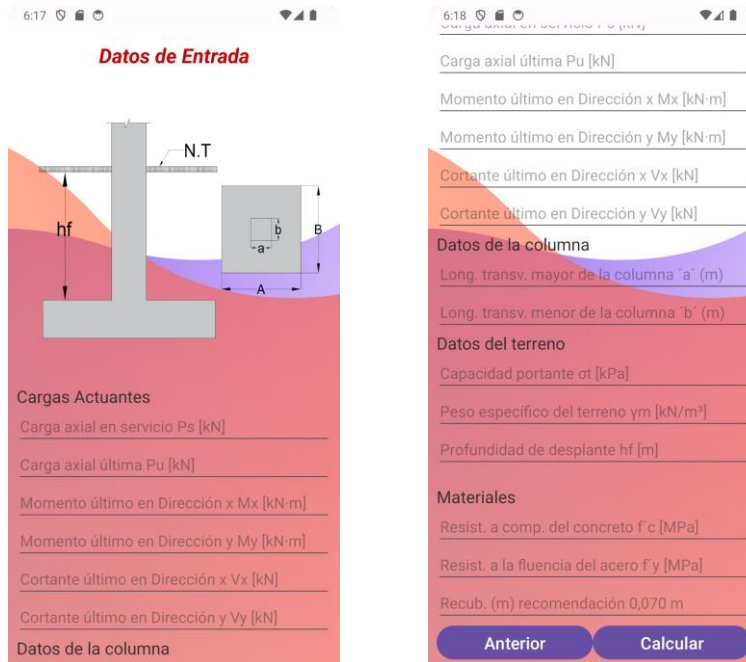 6:17
Datos de Entrada
N.T
hf
b
B
a
A
Cargas Actuantes
Carga axial en servicio Ps [kN]
Carga axial última Pu [kN]
Momento último en Dirección x Mx [kN·m]
Momento último en Dirección y My [kN·m]
Cortante último en Dirección x Vx [kN]
Cortante último en Dirección y Vy [kN]
Datos de la columna
6:18
Carga axial en servicio Ps [kN]
Carga axial última Pu [kN]
Momento último en Dirección x Mx [kN·m]
Momento último en Dirección y My [kN·m]
Cortante último en Dirección x Vx [kN]
Cortante último en Dirección y Vy [kN]
Datos de la columna
Long. transv. mayor de la columna ´a´ (m)
Long. transv. menor de la columna ´b´ (m)
Datos del terreno
Capacidad portante σt [kPa]
Peso específico del terreno γm [kN/m³]
Profundidad de desplante hf [m]
Materiales
Resist. a comp. del concreto f´c [MPa]
Resist. a la fluencia del acero f´y [MPa]
Recub. (m) recomendación 0,070 m
Anterior
Calcular